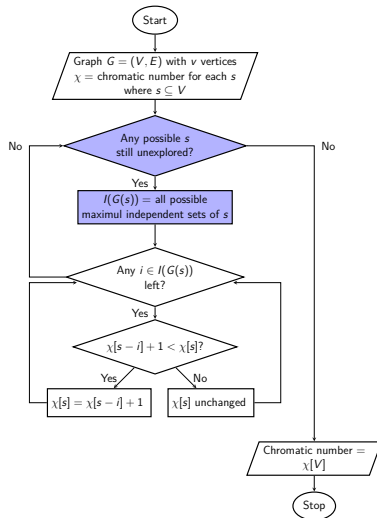 Start
Graph G = (V, E) with v vertices
χ = chromatic number for each s
where s ⊆ V
Any possible s
still unexplored?
No
No
Yes
I(G(s)) = all possible
maximul independent sets of s
Any i ∈ I(G(s))
left?
Yes
χ[s − i] + 1 < χ[s]?
Yes
No
χ[s] = χ[s − i] + 1
χ[s] unchanged
Chromatic number =
χ[V]
Stop